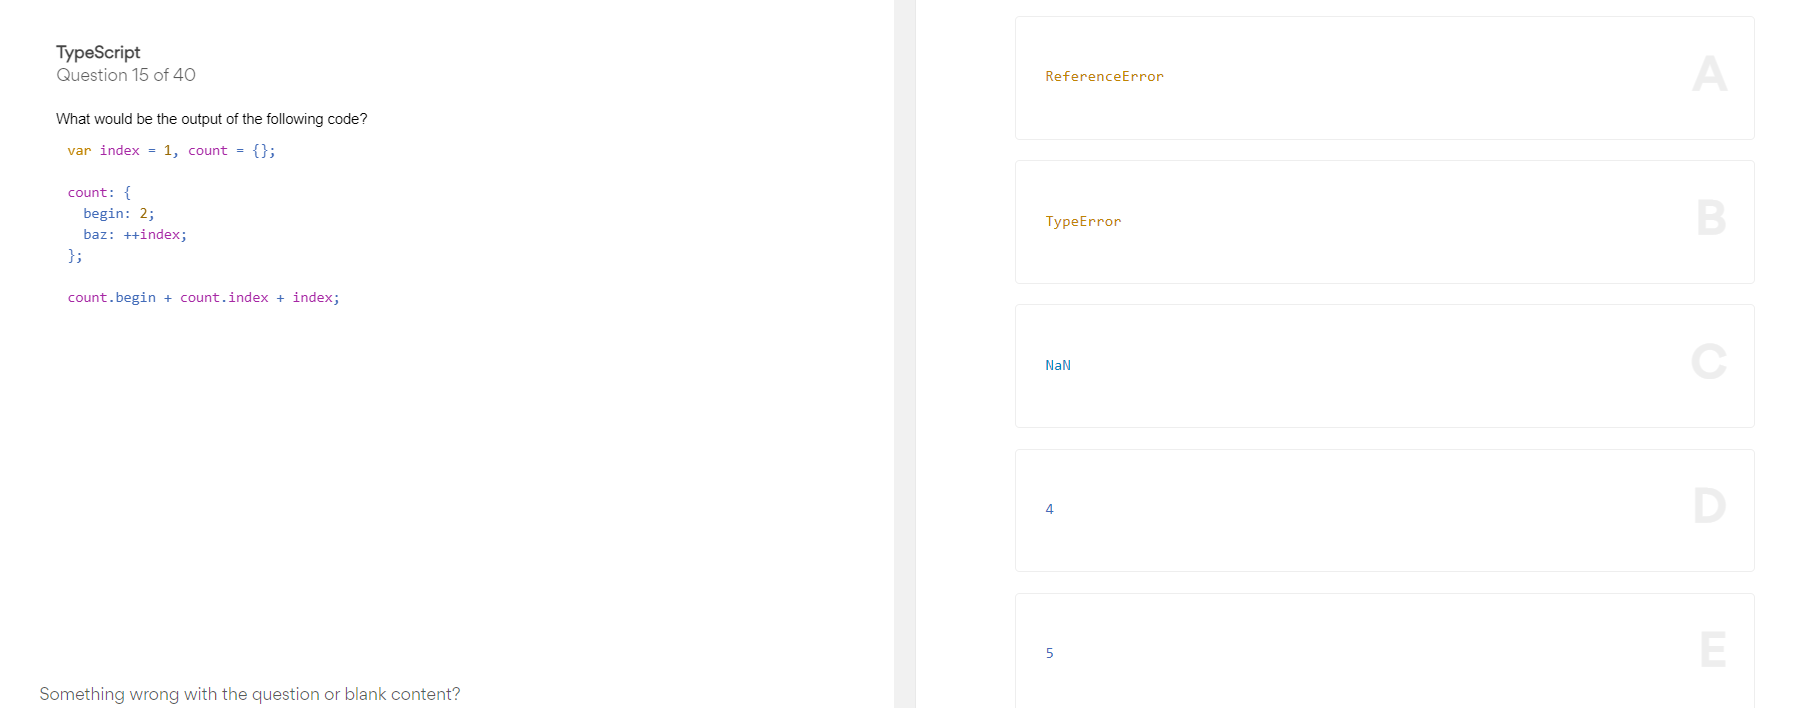 TypeScript
Question 15 of 40
What would be the output of the following code?
var index = 1, count = {};
count: {
begin: 2;
baz: ++index;
};
count.begin + count.index + index;
Something wrong with the question or blank content?
ReferenceError
A
TypeError
B
NaN
C
4
D
5
E